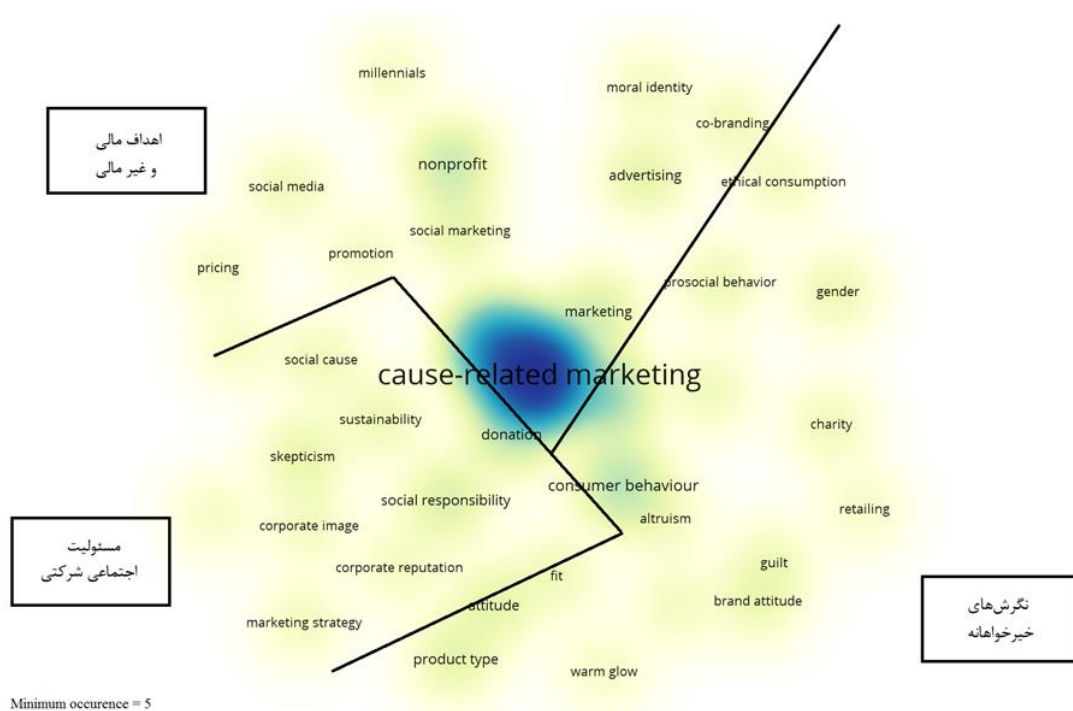 millennials
moral identity
co-branding
اهداف مالی
و غیر مالی
nonprofit
advertising
ethical consumption
social media
social marketing
promotion
pricing
prosocial behavior
gender
marketing
social cause
cause-related marketing
sustainability
donation
charity
skepticism
consumer behaviour
social responsibility
retailing
altruism
corporate image
مسئولیت
اجتماعی شرکتی
corporate reputation
fit
guilt
attitude
brand attitude
نگرش‌های
خیرخواهانه
marketing strategy
product type
warm glow
Minimum occurence = 5